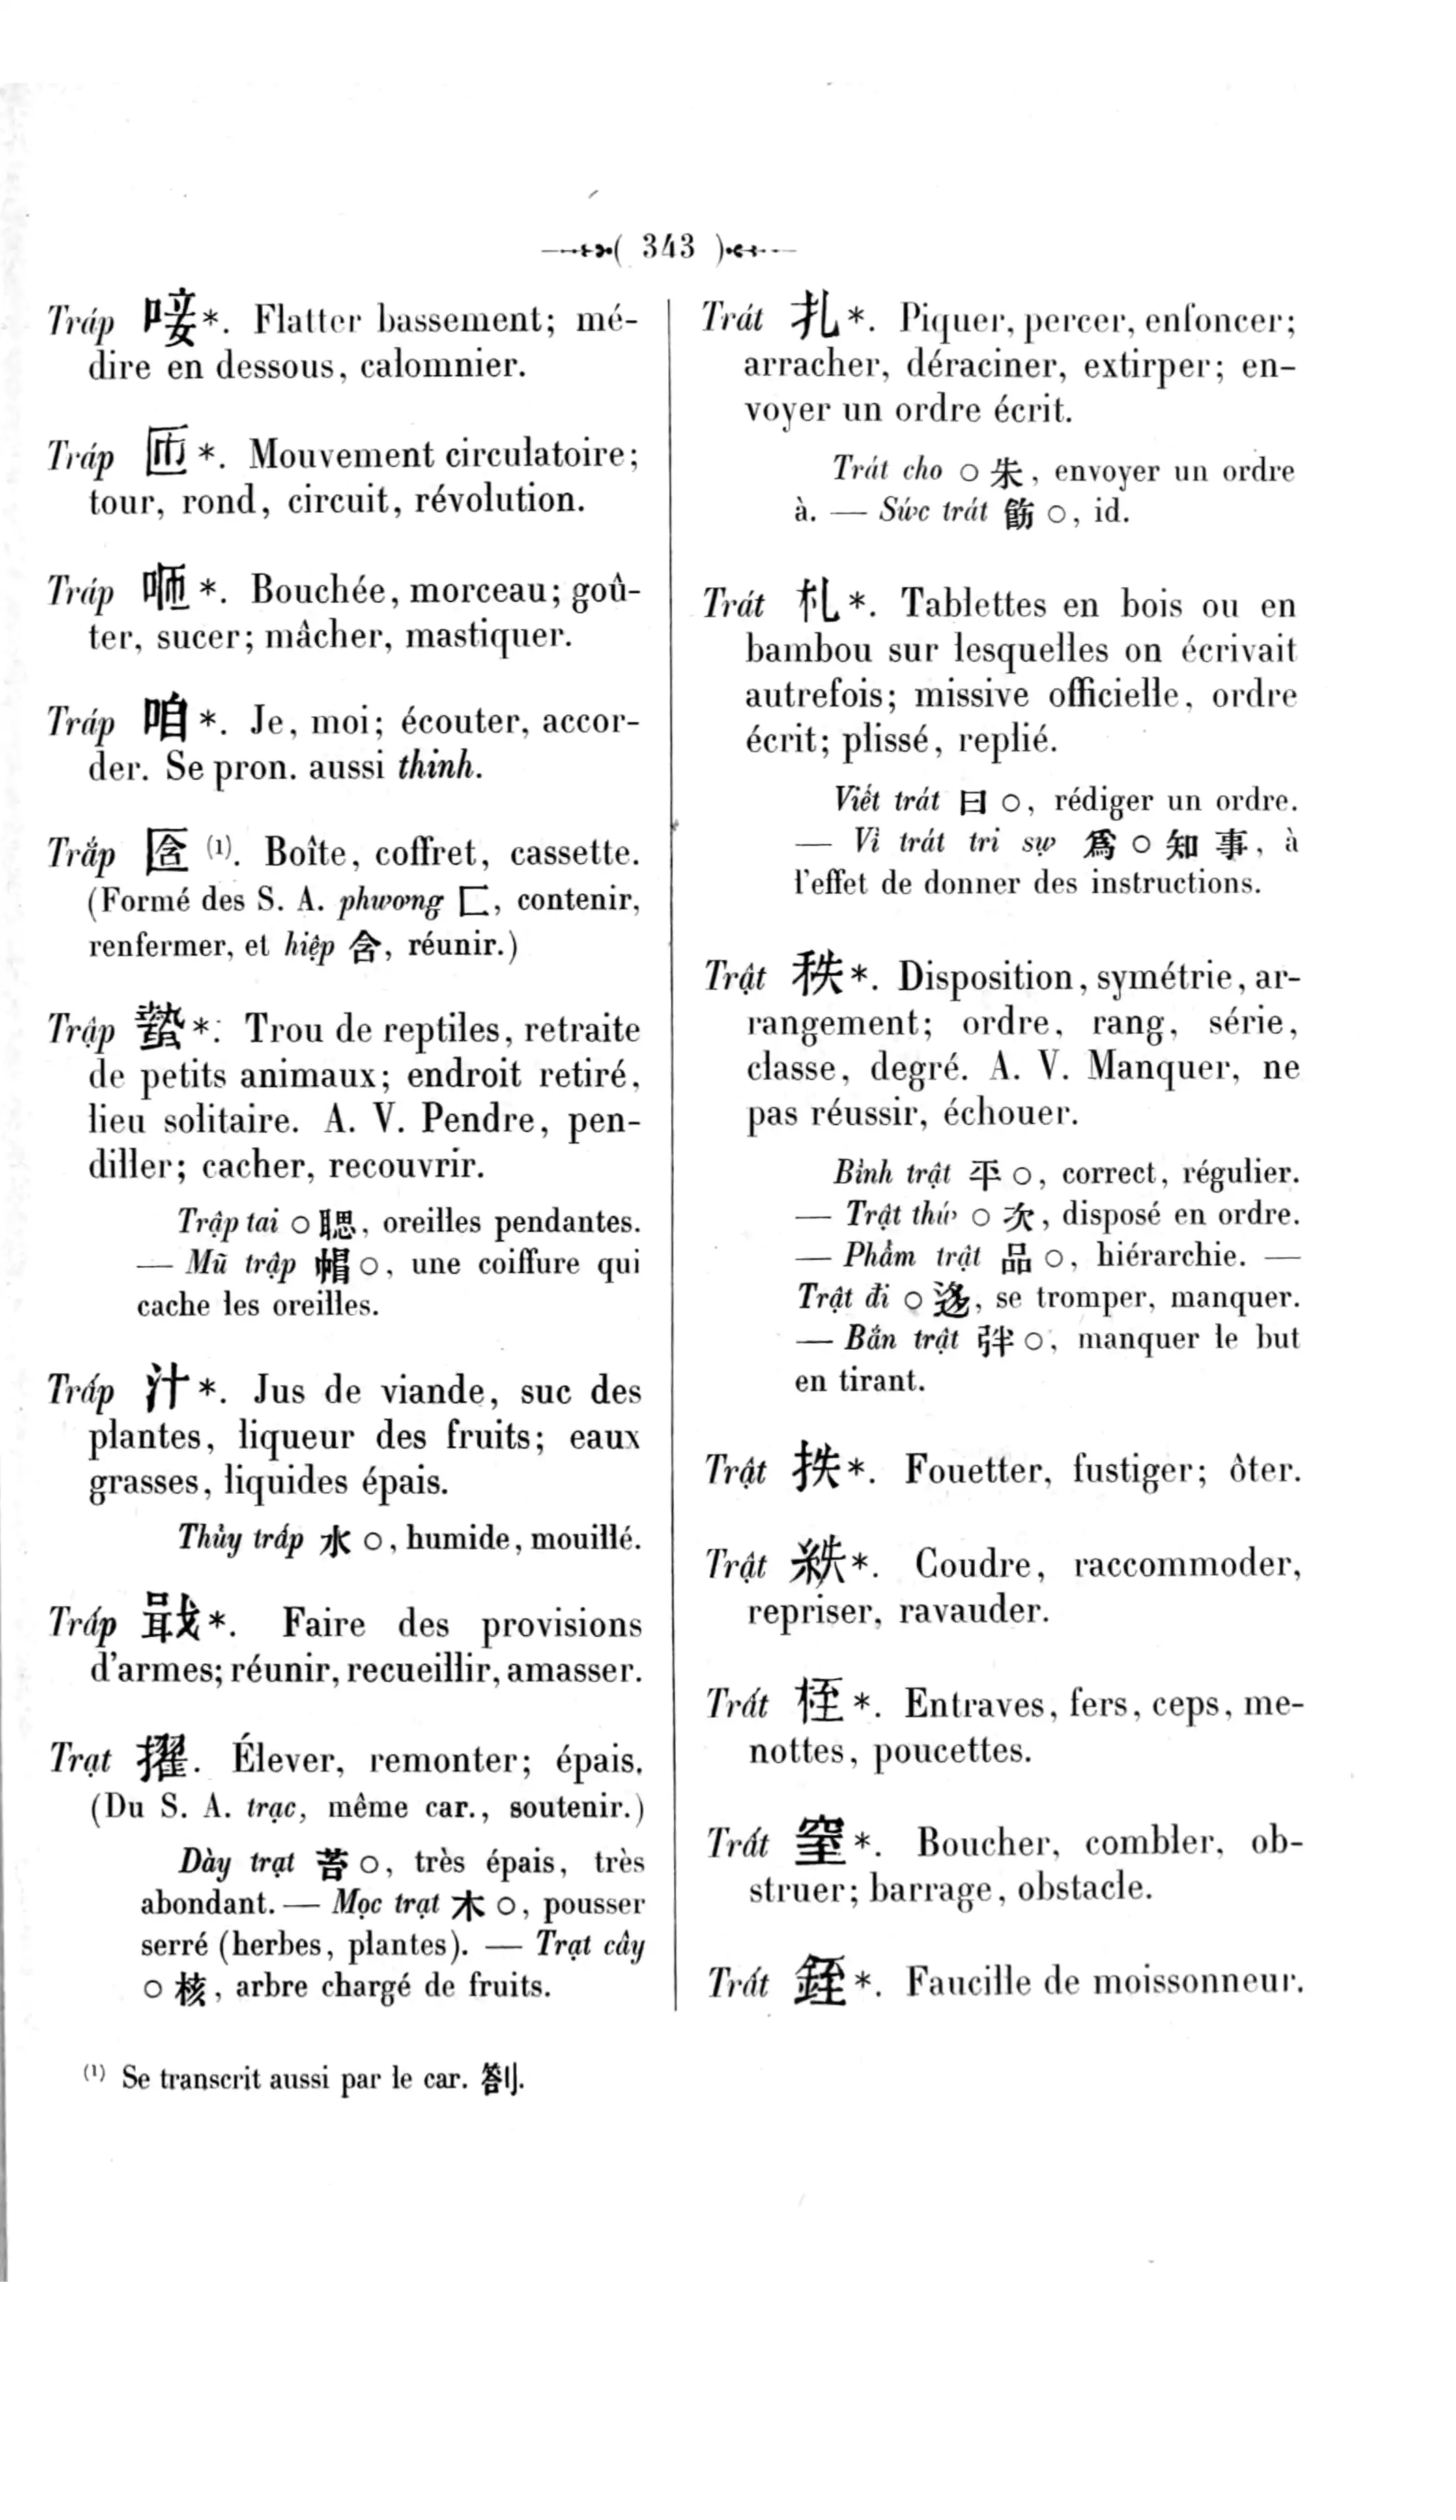 ( 343 )
Tráp 唼*. Flatter bassement; mé-
dire en dessous, calomnier.
Tráp 匝*. Mouvement circulatoire;
tour, rond, circuit, révolution.
Tráp 咂*. Bouchée, morceau; goû-
ter, sucer; mâcher, mastiquer.
Tráp 咱*. Je, moi; écouter, accor-
der. Se pron. aussi thinh.
Trắp (1). Boîte, coffret, cassette.
(Formé des S. A. phương 匚, contenir,
renfermer, et hiệp 含, réunir.)
Trập 蟄*. Trou de reptiles, retraite
de petits animaux; endroit retiré,
lieu solitaire. A. V. Pendre, pen-
diller; cacher, recouvrir.
Trập tai ○ 聰, oreilles pendantes.
— Mũ trập 帽 ○, une coiffure qui
cache les oreilles.
Trấp 汁*. Jus de viande, suc des
plantes, liqueur des fruits; eaux
grasses, liquides épais.
Thủy trấp 水 ○, humide, mouillé.
Trấp 戢*. Faire des provisions
d'armes; réunir, recueillir, amasser.
Trạt 擢. Élever, remonter; épais.
(Du S. A. trạc, même car., soutenir.)
Dày trạt 苔 ○, très épais, très
abondant. — Mọc trạt 木 ○, pousser
serré (herbes, plantes). — Trạt cây
○ 核, arbre chargé de fruits.
(1) Se transcrit aussi par le car. 劄.
Trát 扎*. Piquer, percer, enfoncer;
arracher, déraciner, extirper; en-
voyer un ordre écrit.
Trát cho ○ 朱, envoyer un ordre
à. — Sức trát 飭 ○, id.
Trát 札*. Tablettes en bois ou en
bambou sur lesquelles on écrivait
autrefois; missive officielle, ordre
écrit; plissé, replié.
Viết trát 曰 ○, rédiger un ordre.
— Vì trát tri sự 爲 ○ 知 事, à
l'effet de donner des instructions.
Trật 秩*. Disposition, symétrie, ar-
rangement; ordre, rang, série,
classe, degré. A. V. Manquer, ne
pas réussir, échouer.
Bình trật 平 ○, correct, régulier.
— Trật thứ ○ 次, disposé en ordre.
— Phẩm trật 品 ○, hiérarchie. —
Trật đi ○, se tromper, manquer.
— Bắn trật ○, manquer le but
en tirant.
Trật 抶*. Fouetter, fustiger; ôter.
Trật 紩*. Coudre, raccommoder,
repriser, ravauder.
Trất 桎*. Entraves, fers, ceps, me-
nottes, poucettes.
Trất 窒*. Boucher, combler, ob-
struer; barrage, obstacle.
Trất 銍*. Faucille de moissonneur.